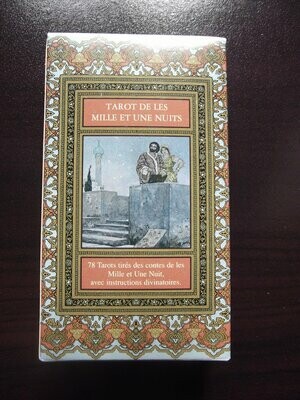 TAROT DE LES
MILLE ET UNE NUITS
78 Tarots tirés des contes de les
Mille et Une Nuit,
avec instructions divinatoires.